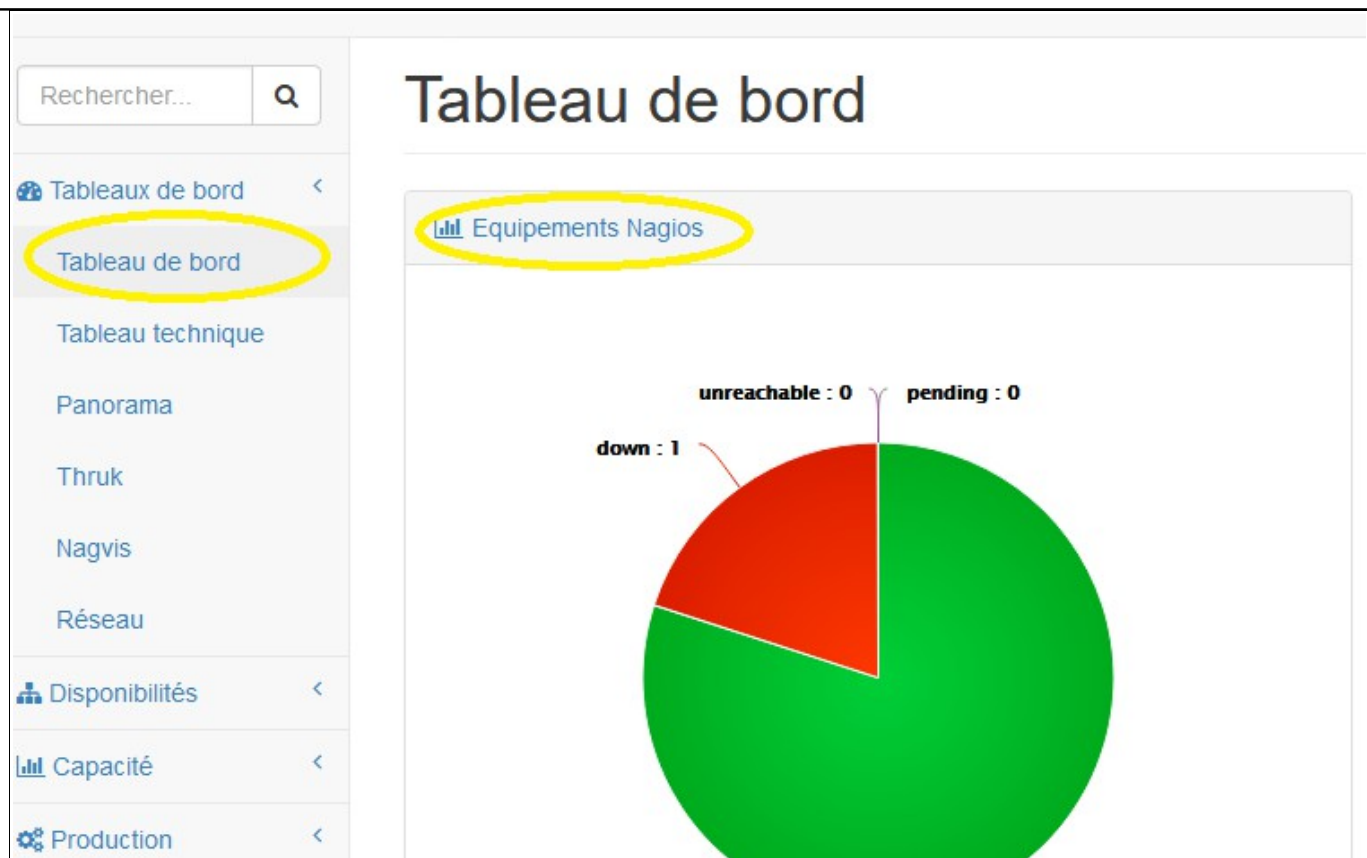 Rechercher...
Tableaux de bord
Tableau de bord
Tableau technique
Panorama
Thruk
Nagvis
Réseau
Disponibilités
Capacité
Production
Tableau de bord
Equipements Nagios
unreachable : 0
pending : 0
down : 1